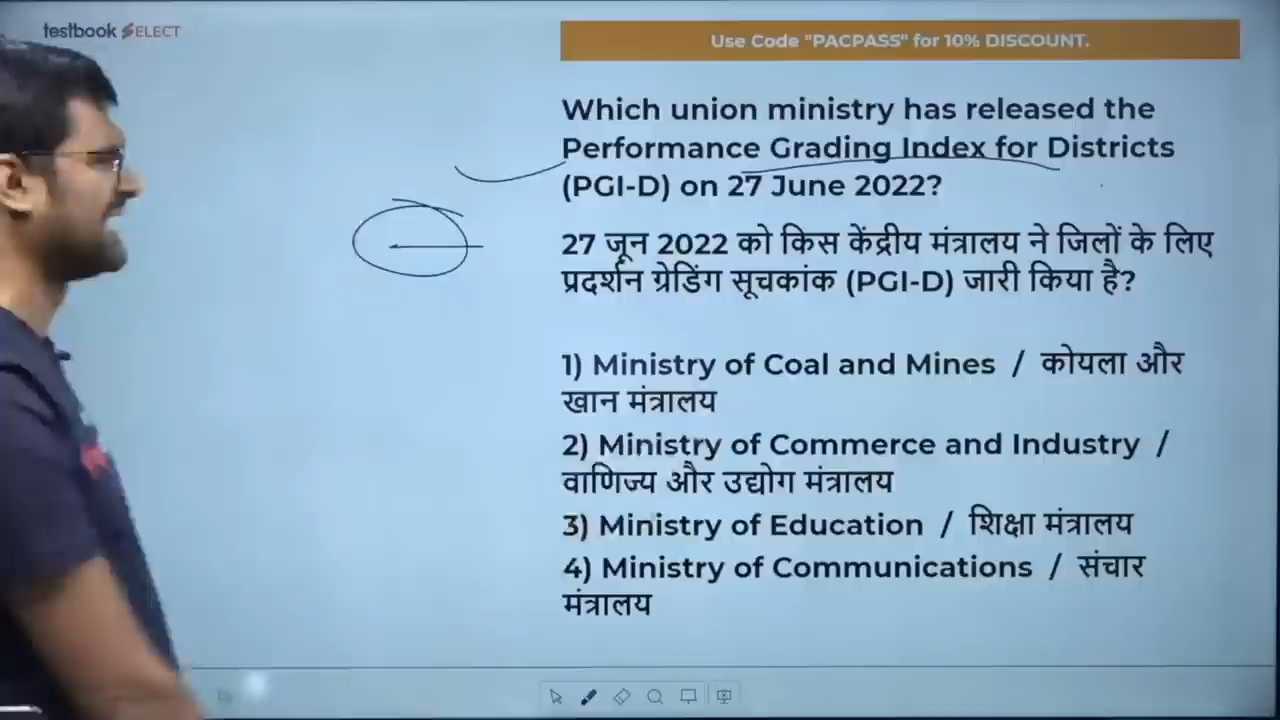 testbook SELECT
Use Code "PACPASS" for 10% DISCOUNT.
Which union ministry has released the
Performance Grading Index for Districts
(PGI-D) on 27 June 2022?
27 जून 2022 को किस केंद्रीय मंत्रालय ने जिलों के लिए
प्रदर्शन ग्रेडिंग सूचकांक (PGI-D) जारी किया है?
1) Ministry of Coal and Mines / कोयला और
खान मंत्रालय
2) Ministry of Commerce and Industry /
वाणिज्य और उद्योग मंत्रालय
3) Ministry of Education / शिक्षा मंत्रालय
4) Ministry of Communications / संचार
मंत्रालय